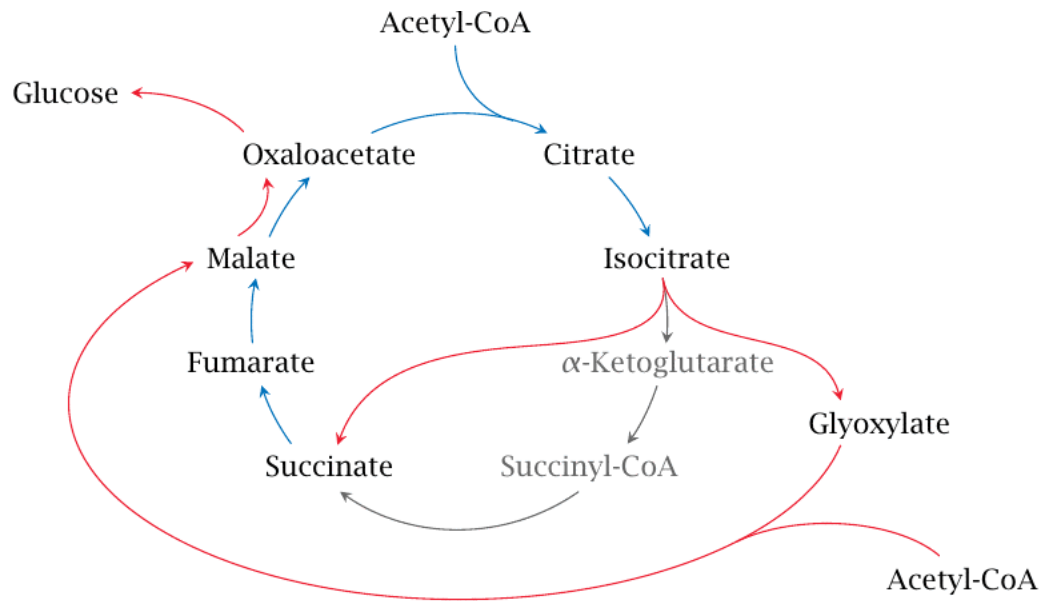 Acetyl-CoA
Glucose
Oxaloacetate
Citrate
Malate
Isocitrate
Fumarate
α-Ketoglutarate
Glyoxylate
Succinate
Succinyl-CoA
Acetyl-CoA